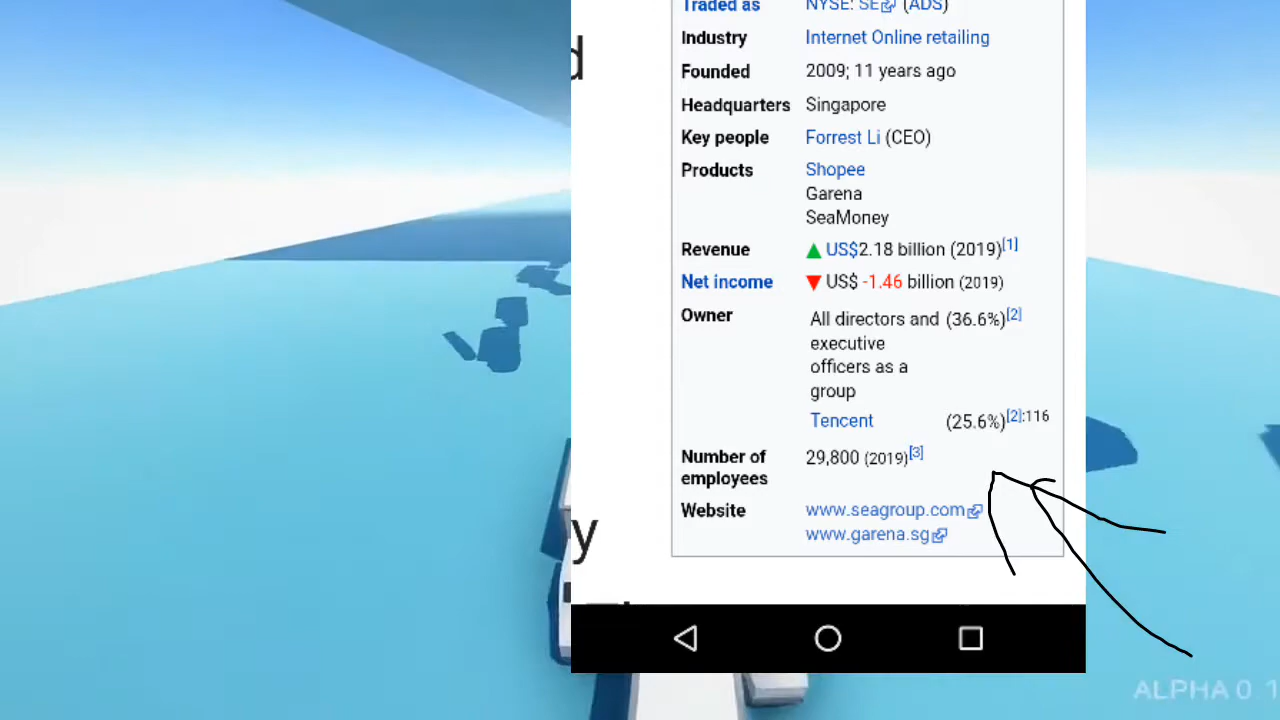 Traded as NYSE: SE (ADS)
d
Industry Internet Online retailing
Founded 2009; 11 years ago
Headquarters Singapore
Key people Forrest Li (CEO)
Products Shopee
Garena
SeaMoney
Revenue ▲ US$2.18 billion (2019)[1]
Net income ▼ US$ -1.46 billion (2019)
Owner All directors and (36.6%)[2]
executive
officers as a
group
Tencent (25.6%)[2]:116
Number of 29,800 (2019)[3]
employees
Website www.seagroup.com
y www.garena.sg
ALPHA 0 1